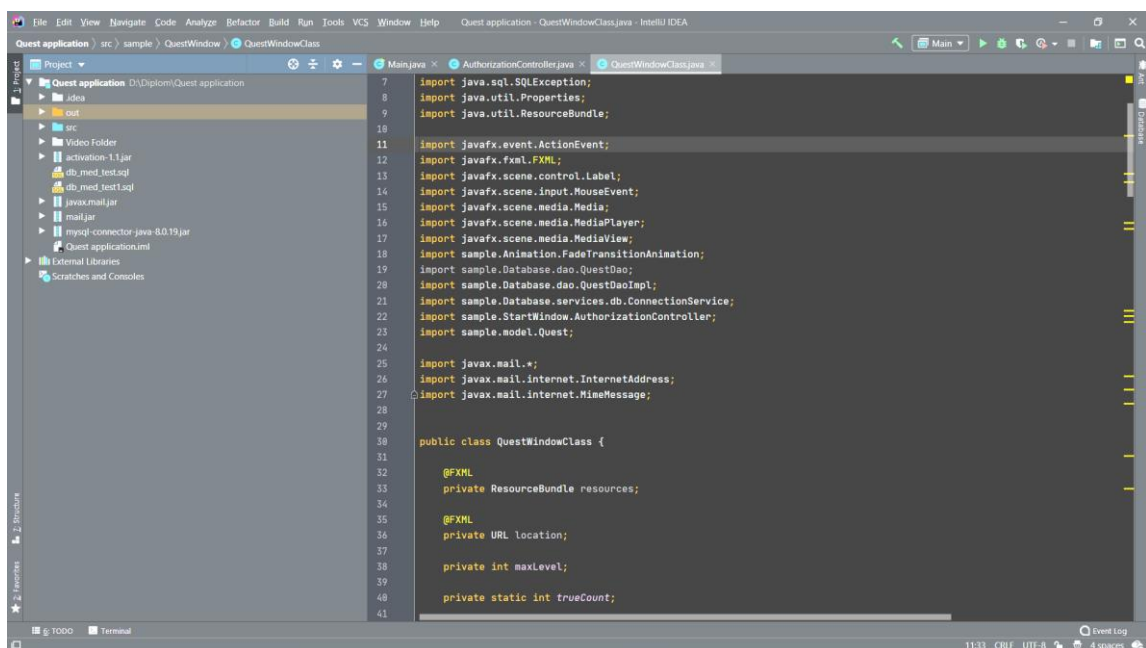 File Edit View Navigate Code Analyze Refactor Build Run Tools VCS Window Help Quest application - QuestWindowClass.java - IntelliJ IDEA
Quest application src sample QuestWindow QuestWindowClass Main
1: Project
Project
Quest application D:\Diplom\Quest application
.idea
out
src
Video Folder
activation-1.1.jar
db_med_test.sql
db_med_test1.sql
javax.mail.jar
mail.jar
mysql-connector-java-8.0.19.jar
Quest application.iml
External Libraries
Scratches and Consoles
Z: Structure
2: Favorites
Main.java AuthorizationController.java QuestWindowClass.java
7 import java.sql.SQLException;
8 import java.util.Properties;
9 import java.util.ResourceBundle;
10
11 import javafx.event.ActionEvent;
12 import javafx.fxml.FXML;
13 import javafx.scene.control.Label;
14 import javafx.scene.input.MouseEvent;
15 import javafx.scene.media.Media;
16 import javafx.scene.media.MediaPlayer;
17 import javafx.scene.media.MediaView;
18 import sample.Animation.FadeTransitionAnimation;
19 import sample.Database.dao.QuestDao;
20 import sample.Database.dao.QuestDaoImpl;
21 import sample.Database.services.db.ConnectionService;
22 import sample.StartWindow.AuthorizationController;
23 import sample.model.Quest;
24
25 import javax.mail.*;
26 import javax.mail.internet.InternetAddress;
27 import javax.mail.internet.MimeMessage;
28
29
30 public class QuestWindowClass {
31
32 @FXML
33 private ResourceBundle resources;
34
35 @FXML
36 private URL location;
37
38 private int maxLevel;
39
40 private static int trueCount;
41
Ant
Database
6: TODO Terminal Event Log
11:33 CRLF UTF-8 4 spaces